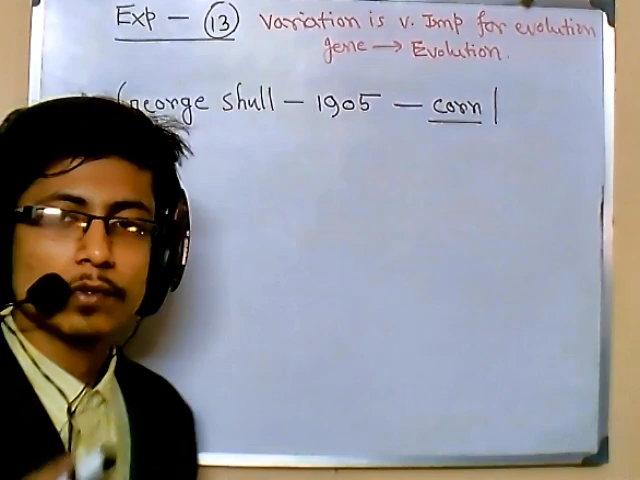 Exp - 13 Variation is v. Imp for evolution
gene → Evolution.
George Shull - 1905 - corn |